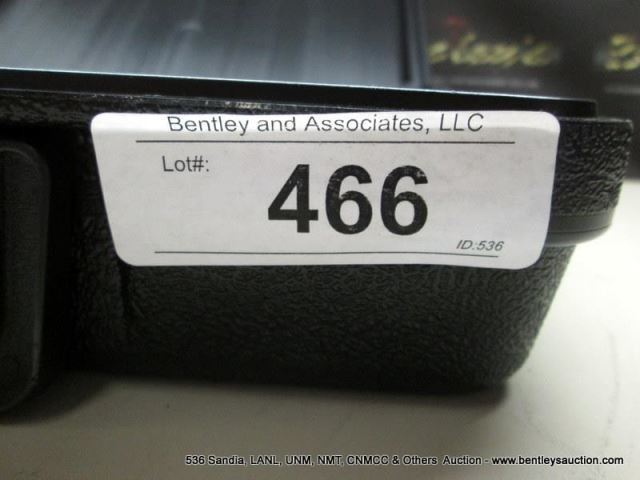 Bentley and Associates, LLC
Lot#:
466
ID:536
536 Sandia, LANL, UNM, NMT, CNMCC & Others Auction - www.bentleysauction.com